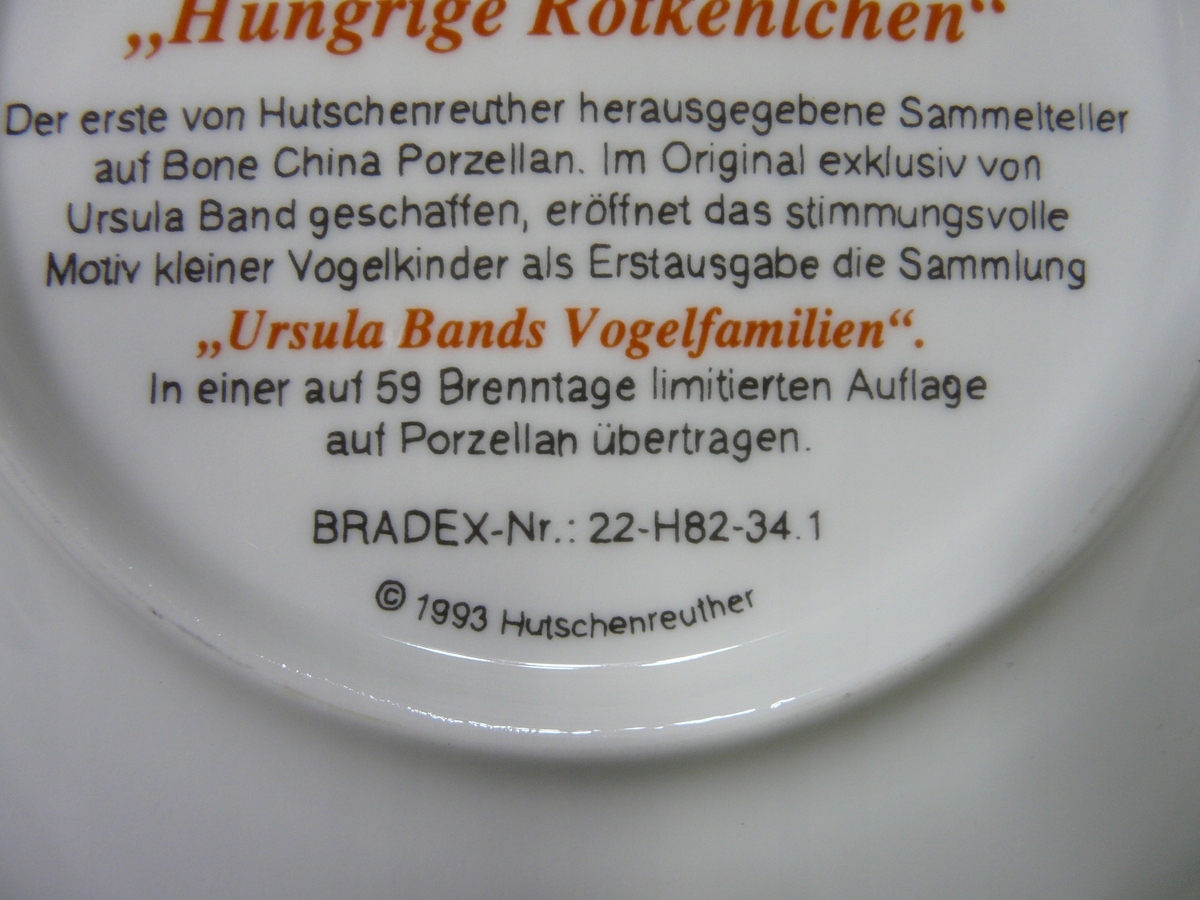 „Hungrige Rotkehlchen“
Der erste von Hutschenreuther herausgegebene Sammelteller
auf Bone China Porzellan. Im Original exklusiv von
Ursula Band geschaffen, eröffnet das stimmungsvolle
Motiv kleiner Vogelkinder als Erstausgabe die Sammlung
„Ursula Bands Vogelfamilien“.
In einer auf 59 Brenntage limitierten Auflage
auf Porzellan übertragen.
BRADEX-Nr.: 22-H82-34.1
© 1993 Hutschenreuther